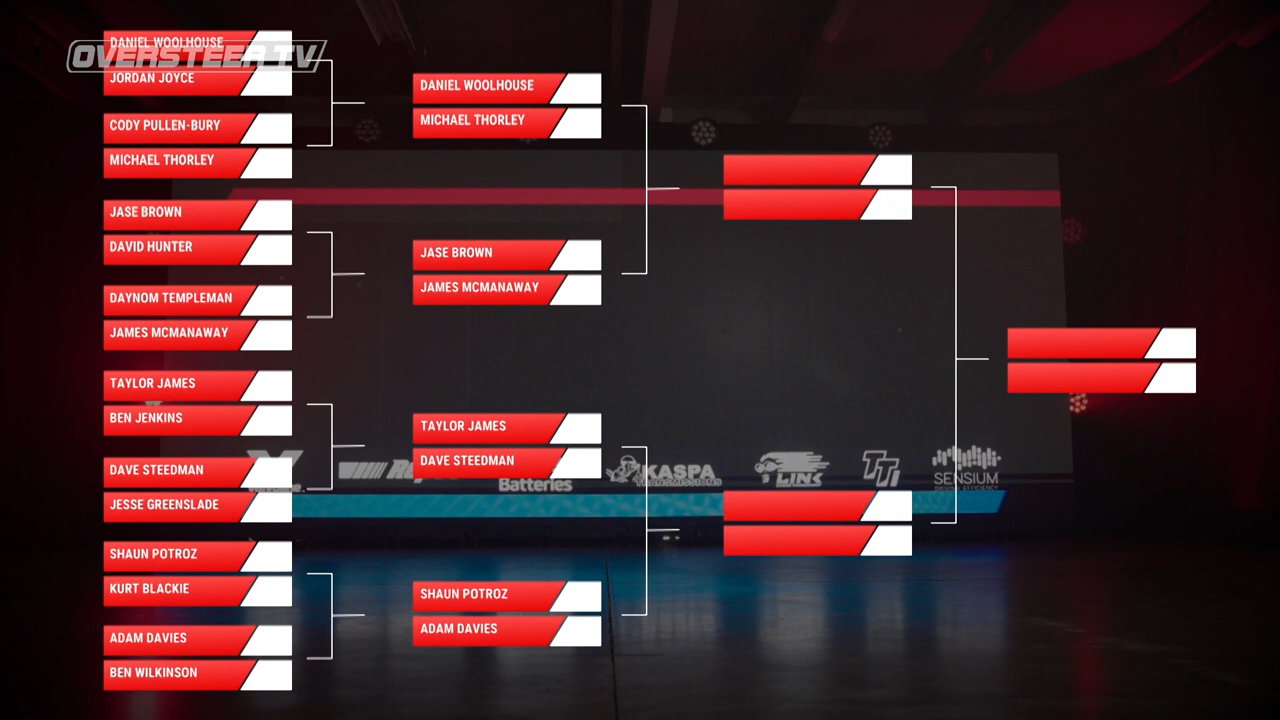 OVERSTEER.TV
DANIEL WOOLHOUSE
JORDAN JOYCE
CODY PULLEN-BURY
MICHAEL THORLEY
JASE BROWN
DAVID HUNTER
DAYNOM TEMPLEMAN
JAMES MCMANAWAY
TAYLOR JAMES
BEN JENKINS
DAVE STEEDMAN
JESSE GREENSLADE
SHAUN POTROZ
KURT BLACKIE
ADAM DAVIES
BEN WILKINSON
DANIEL WOOLHOUSE
MICHAEL THORLEY
JASE BROWN
JAMES MCMANAWAY
TAYLOR JAMES
DAVE STEEDMAN
SHAUN POTROZ
ADAM DAVIES
Batteries
KASPA
TRANSMISSIONS
LINK
TT
SENSIUM